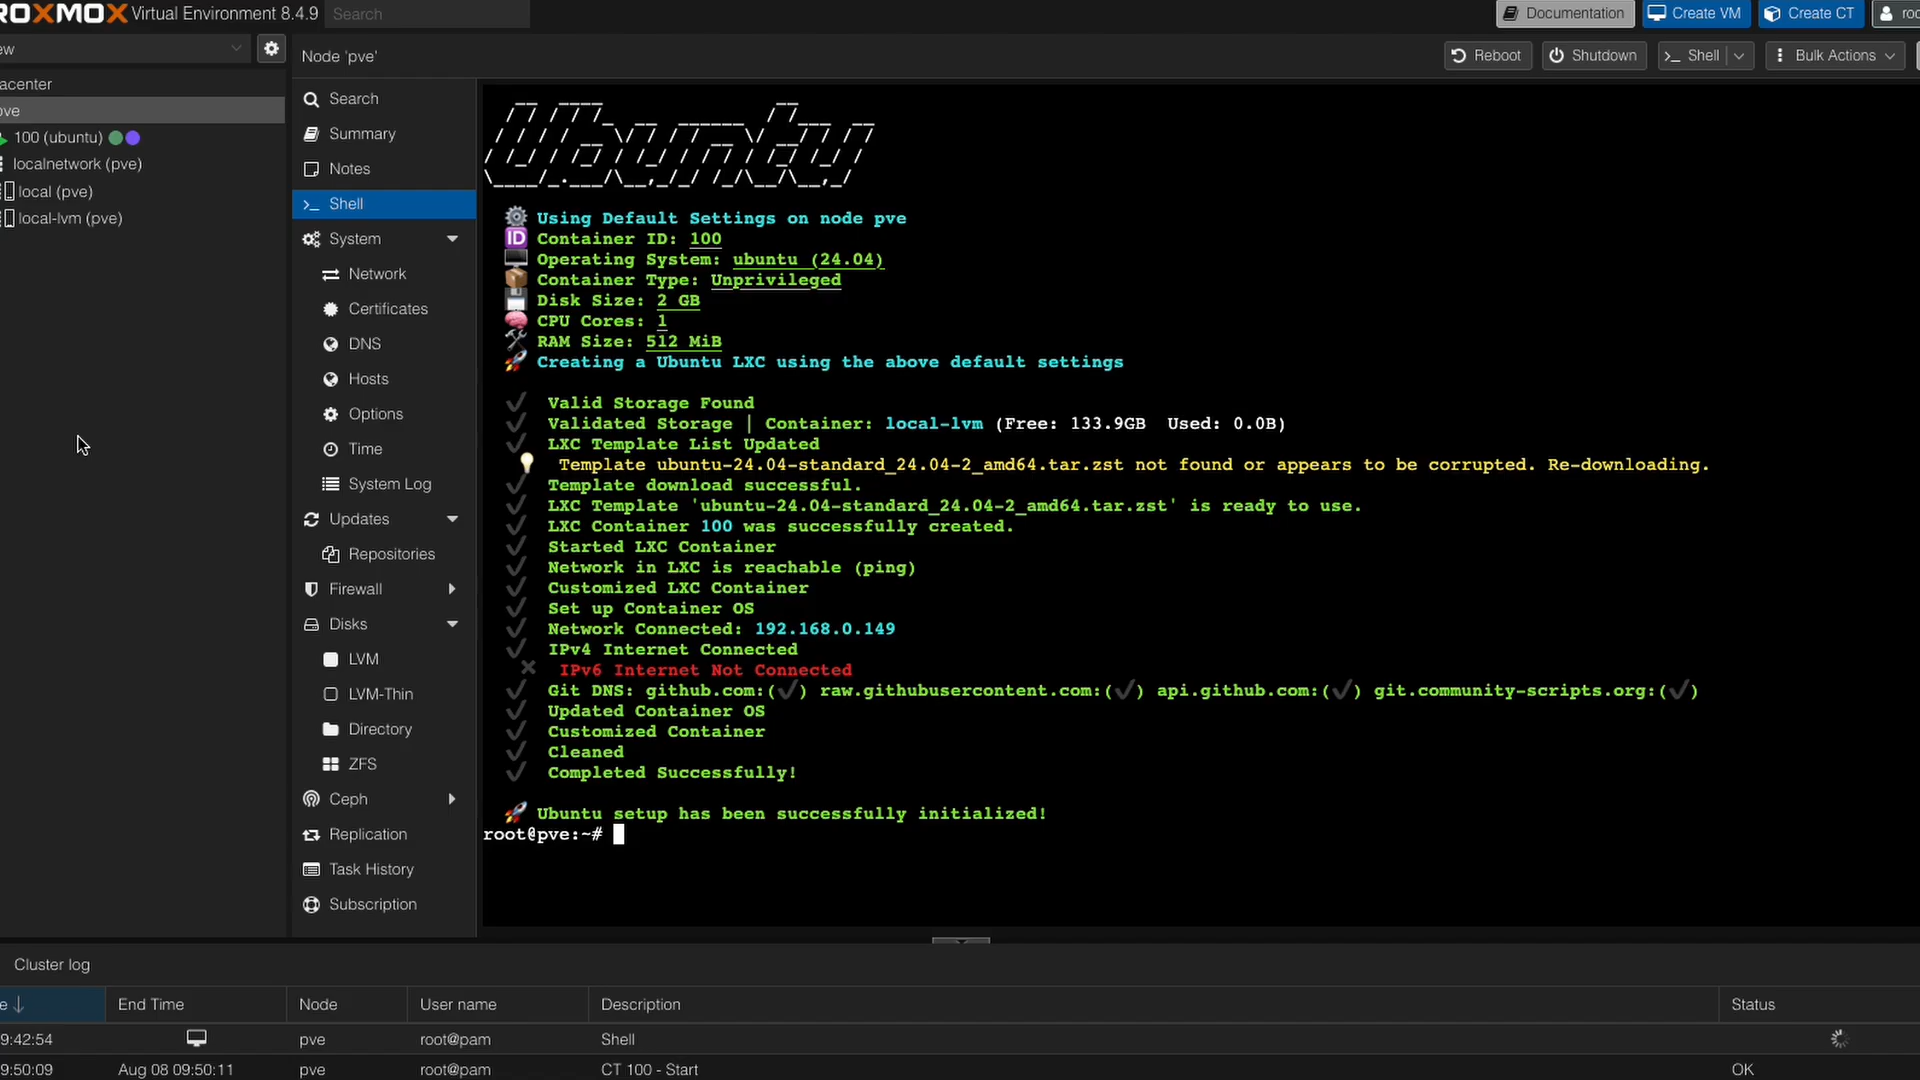 ROXMOX Virtual Environment 8.4.9 Search Documentation Create VM Create CT roo
ew
Node 'pve' Reboot Shutdown Shell Bulk Actions
acenter
pve
100 (ubuntu)
localnetwork (pve)
local (pve)
local-lvm (pve)
Search
Summary
Notes
Shell
System
Network
Certificates
DNS
Hosts
Options
Time
System Log
Updates
Repositories
Firewall
Disks
LVM
LVM-Thin
Directory
ZFS
Ceph
Replication
Task History
Subscription
Ubuntu
Using Default Settings on node pve
ID Container ID: 100
Operating System: ubuntu (24.04)
Container Type: Unprivileged
Disk Size: 2 GB
CPU Cores: 1
RAM Size: 512 MiB
Creating a Ubuntu LXC using the above default settings
Valid Storage Found
Validated Storage | Container: local-lvm (Free: 133.9GB Used: 0.0B)
LXC Template List Updated
Template ubuntu-24.04-standard_24.04-2_amd64.tar.zst not found or appears to be corrupted. Re-downloading.
Template download successful.
LXC Template 'ubuntu-24.04-standard_24.04-2_amd64.tar.zst' is ready to use.
LXC Container 100 was successfully created.
Started LXC Container
Network in LXC is reachable (ping)
Customized LXC Container
Set up Container OS
Network Connected: 192.168.0.149
IPv4 Internet Connected
✖ IPv6 Internet Not Connected
Git DNS: github.com:(✔) raw.githubusercontent.com:(✔) api.github.com:(✔) git.community-scripts.org:(✔)
Updated Container OS
Customized Container
Cleaned
Completed Successfully!
Ubuntu setup has been successfully initialized!
root@pve:~#
Cluster log
e ↓ End Time Node User name Description Status
9:42:54 pve root@pam Shell
9:50:09 Aug 08 09:50:11 pve root@pam CT 100 - Start OK